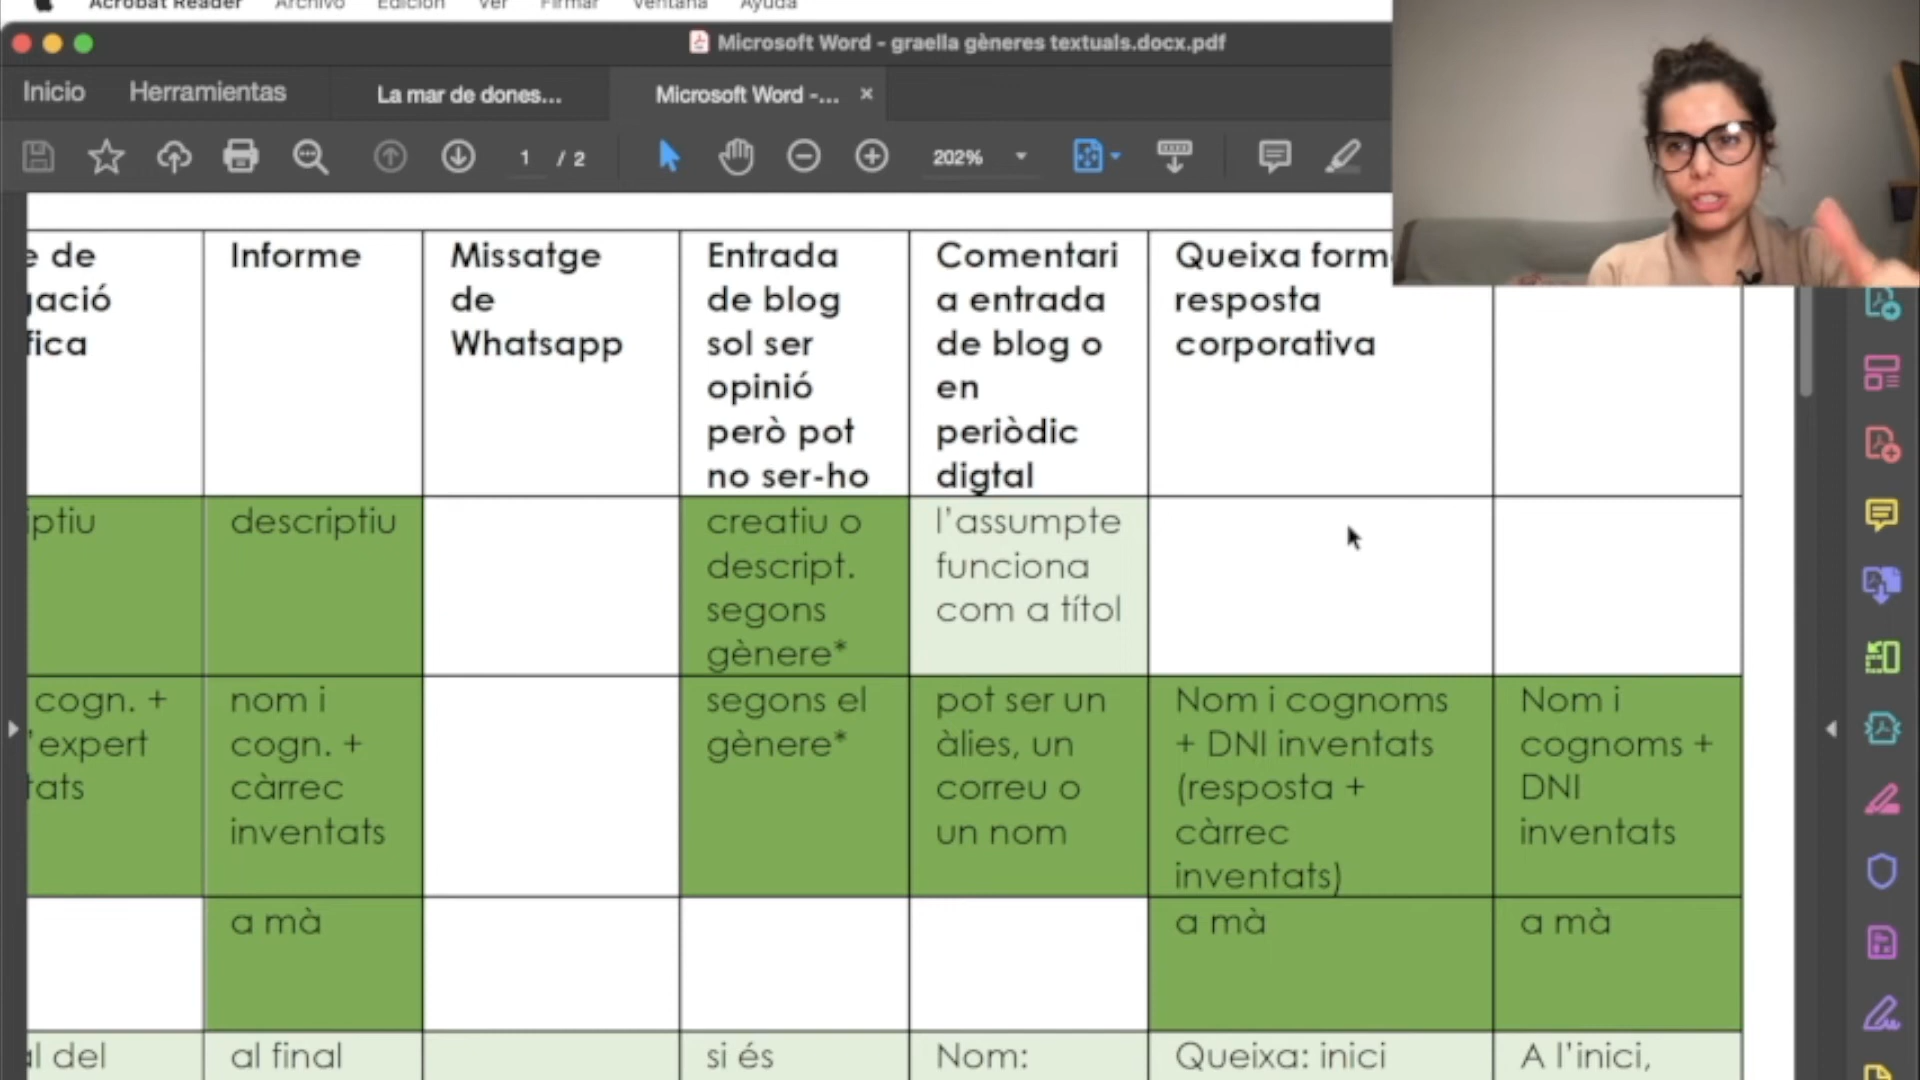 Acrobat Reader Archivo Edición Ver Firmar Ventana Ayuda
Microsoft Word - graella gèneres textuals.docx.pdf
Inicio Herramientas La mar de dones... Microsoft Word -... ×
1 / 2 202%
e de
gació
fica
Informe
Missatge
de
Whatsapp
Entrada
de blog
sol ser
opinió
però pot
no ser-ho
Comentari
a entrada
de blog o
en
periòdic
digtal
Queixa form
resposta
corporativa
iptiu
descriptiu
creatiu o
descript.
segons
gènere*
l'assumpte
funciona
com a títol
cogn. +
'expert
tats
nom i
cogn. +
càrrec
inventats
segons el
gènere*
pot ser un
àlies, un
correu o
un nom
Nom i cognoms
+ DNI inventats
(resposta +
càrrec
inventats)
Nom i
cognoms +
DNI
inventats
a mà
a mà
a mà
al del
al final
si és
Nom:
Queixa: inici
A l'inici,